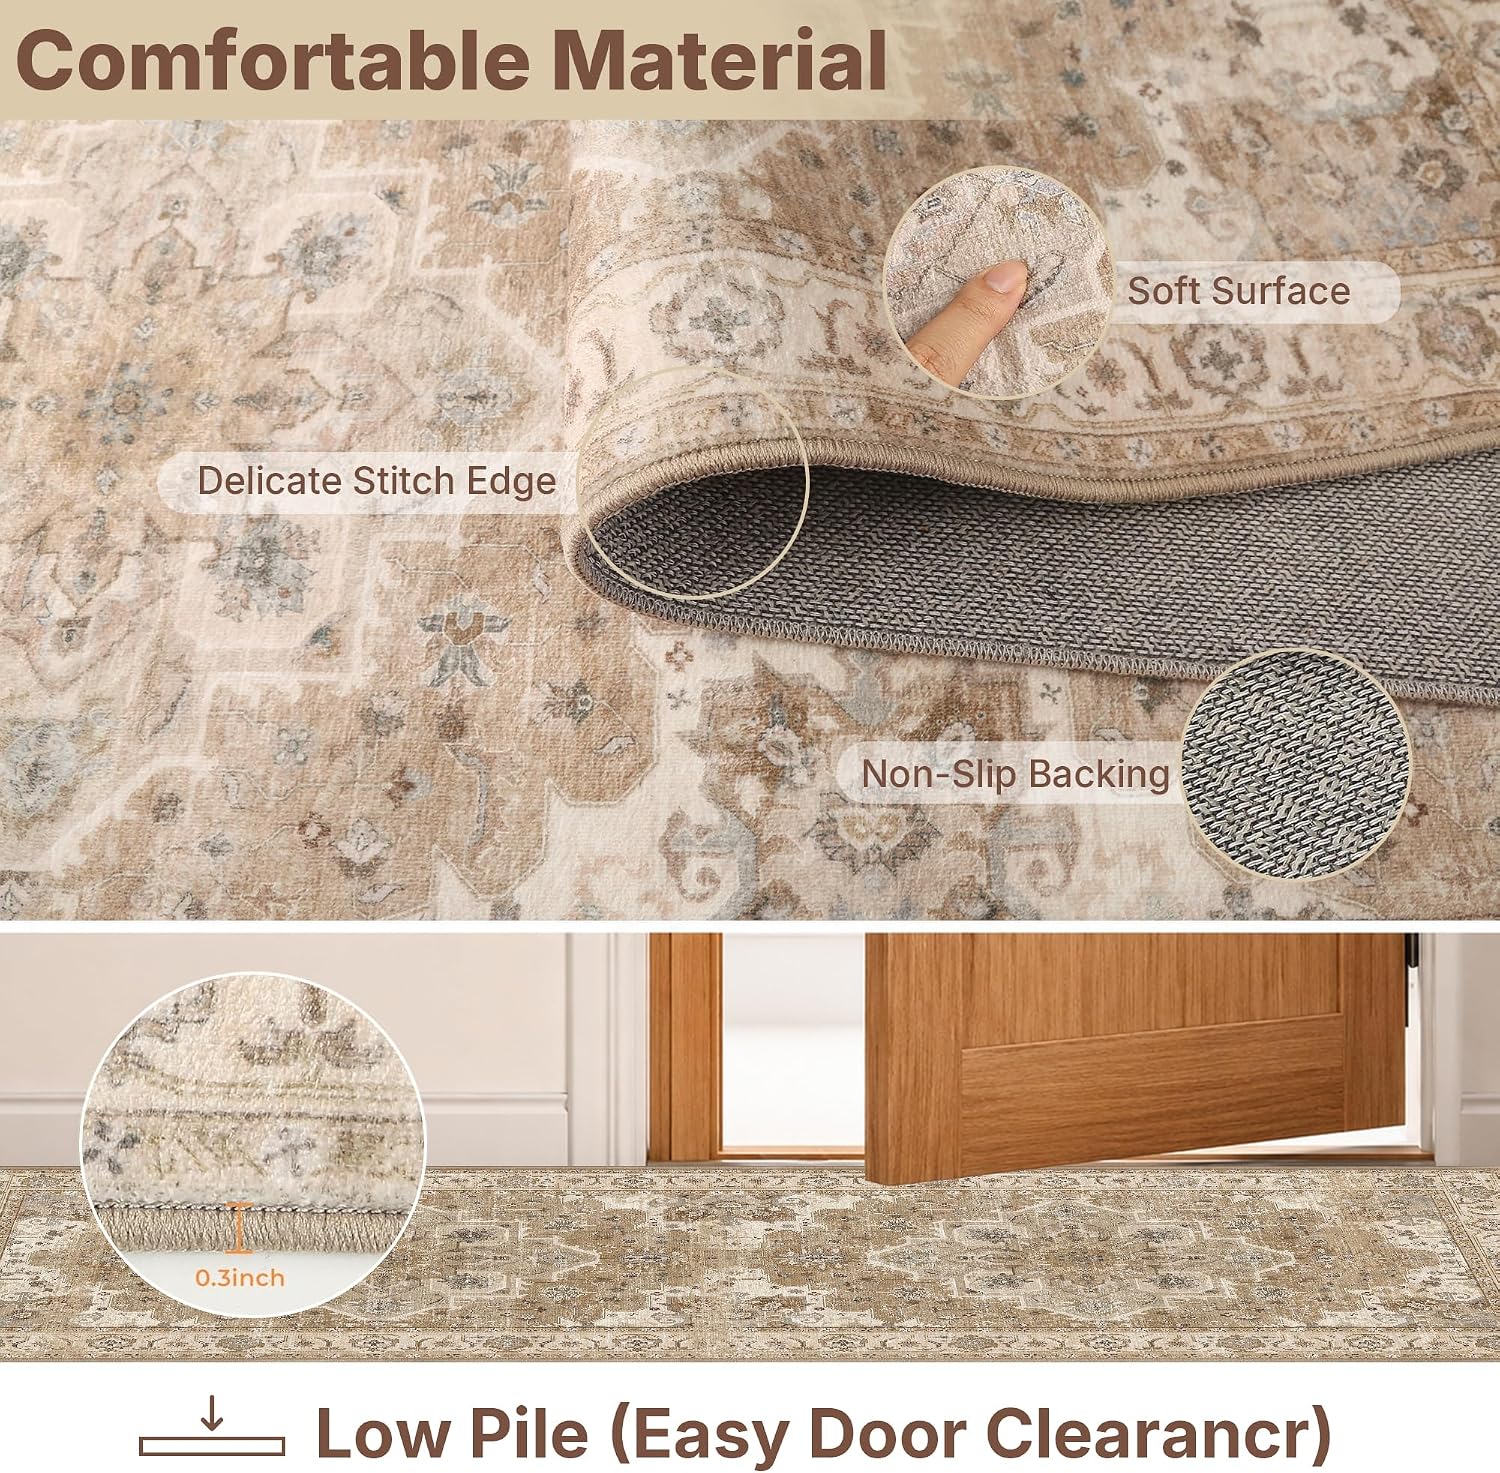 Comfortable Material
Soft Surface
Delicate Stitch Edge
Non-Slip Backing
0.3inch
Low Pile (Easy Door Clearancr)